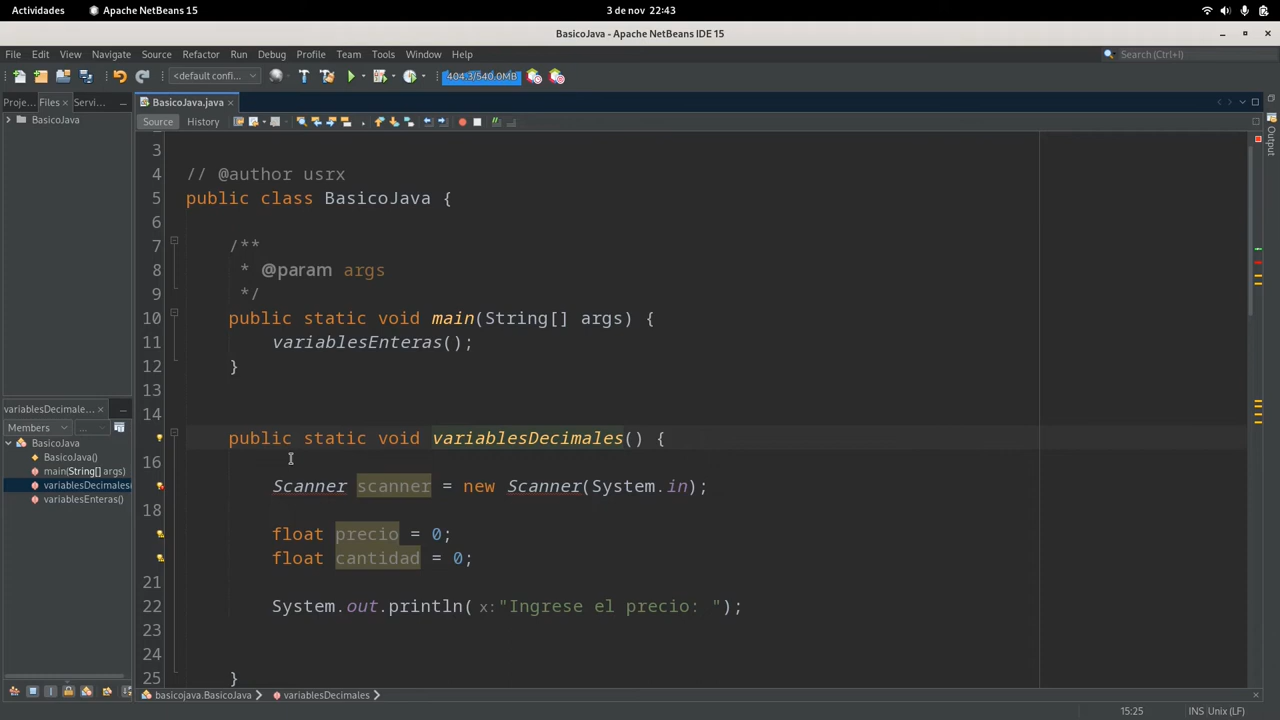 Actividades Apache NetBeans 15 3 de nov 22:43
BasicoJava - Apache NetBeans IDE 15
File Edit View Navigate Source Refactor Run Debug Profile Team Tools Window Help Search (Ctrl+I)
<default confi... 404.3/540.0MB
Proje... Files Servi... BasicoJava.java
Source History
BasicoJava
Output
3
4 // @author usrx
5 public class BasicoJava {
6
7 /**
8 * @param args
9 */
10 public static void main(String[] args) {
11 variablesEnteras();
12 }
13
14
public static void variablesDecimales() {
16
Scanner scanner = new Scanner(System.in);
18
float precio = 0;
float cantidad = 0;
21
22 System.out.println( x: "Ingrese el precio: ");
23
24
25 }
variablesDecimale...
Members ...
BasicoJava
BasicoJava()
main(String[] args)
variablesDecimales(
variablesEnteras()
basicojava.BasicoJava variablesDecimales
15:25 INS Unix (LF)